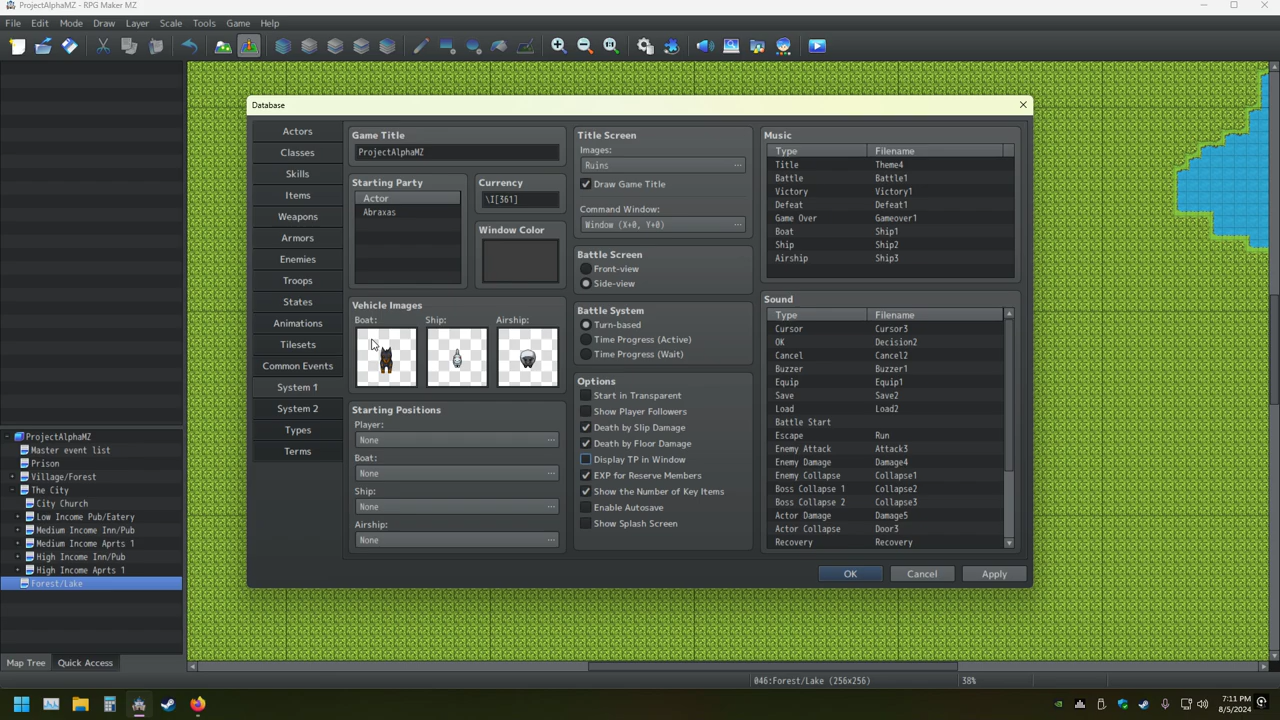 ProjectAlphaMZ - RPG Maker MZ
File Edit Mode Draw Layer Scale Tools Game Help
Database
Actors
Classes
Skills
Items
Weapons
Armors
Enemies
Troops
States
Animations
Tilesets
Common Events
System 1
System 2
Types
Terms
Game Title
ProjectAlphaMZ
Starting Party
Actor
Abraxas
Currency
\I[361]
Window Color
Vehicle Images
Boat: Ship: Airship:
Starting Positions
Player:
None ...
Boat:
None ...
Ship:
None ...
Airship:
None ...
Title Screen
Images:
Ruins ...
Draw Game Title
Command Window:
Window (X+0, Y+0) ...
Battle Screen
Front-view
Side-view
Battle System
Turn-based
Time Progress (Active)
Time Progress (Wait)
Options
Start in Transparent
Show Player Followers
Death by Slip Damage
Death by Floor Damage
Display TP in Window
EXP for Reserve Members
Show the Number of Key Items
Enable Autosave
Show Splash Screen
Music
Type Filename
Title Theme4
Battle Battle1
Victory Victory1
Defeat Defeat1
Game Over Gameover1
Boat Ship1
Ship Ship2
Airship Ship3
Sound
Type Filename
Cursor Cursor3
OK Decision2
Cancel Cancel2
Buzzer Buzzer1
Equip Equip1
Save Save2
Load Load2
Battle Start
Escape Run
Enemy Attack Attack3
Enemy Damage Damage4
Enemy Collapse Collapse1
Boss Collapse 1 Collapse2
Boss Collapse 2 Collapse3
Actor Damage Damage5
Actor Collapse Door3
Recovery Recovery
OK Cancel Apply
ProjectAlphaMZ
Master event list
Prison
Village/Forest
The City
City Church
Low Income Pub/Eatery
Medium Income Inn/Pub
Medium Income Aprts 1
High Income Inn/Pub
High Income Aprts 1
Forest/Lake
Map Tree Quick Access
046:Forest/Lake (256x256) 38%
7:11 PM
8/5/2024